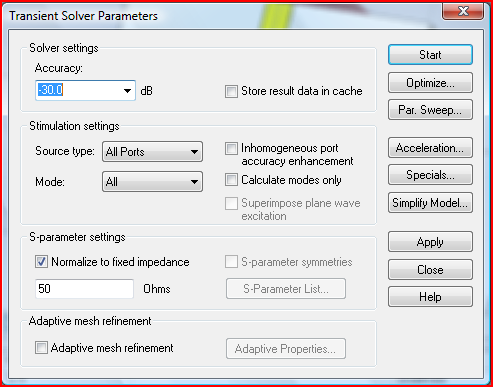 Transient Solver Parameters
Solver settings
Accuracy:
-30.0 dB
Store result data in cache
Stimulation settings
Source type: All Ports
Mode: All
Inhomogeneous port
accuracy enhancement
Calculate modes only
Superimpose plane wave
excitation
S-parameter settings
Normalize to fixed impedance
50 Ohms
S-parameter symmetries
S-Parameter List...
Adaptive mesh refinement
Adaptive mesh refinement
Adaptive Properties...
Start
Optimize...
Par. Sweep...
Acceleration...
Specials...
Simplify Model...
Apply
Close
Help